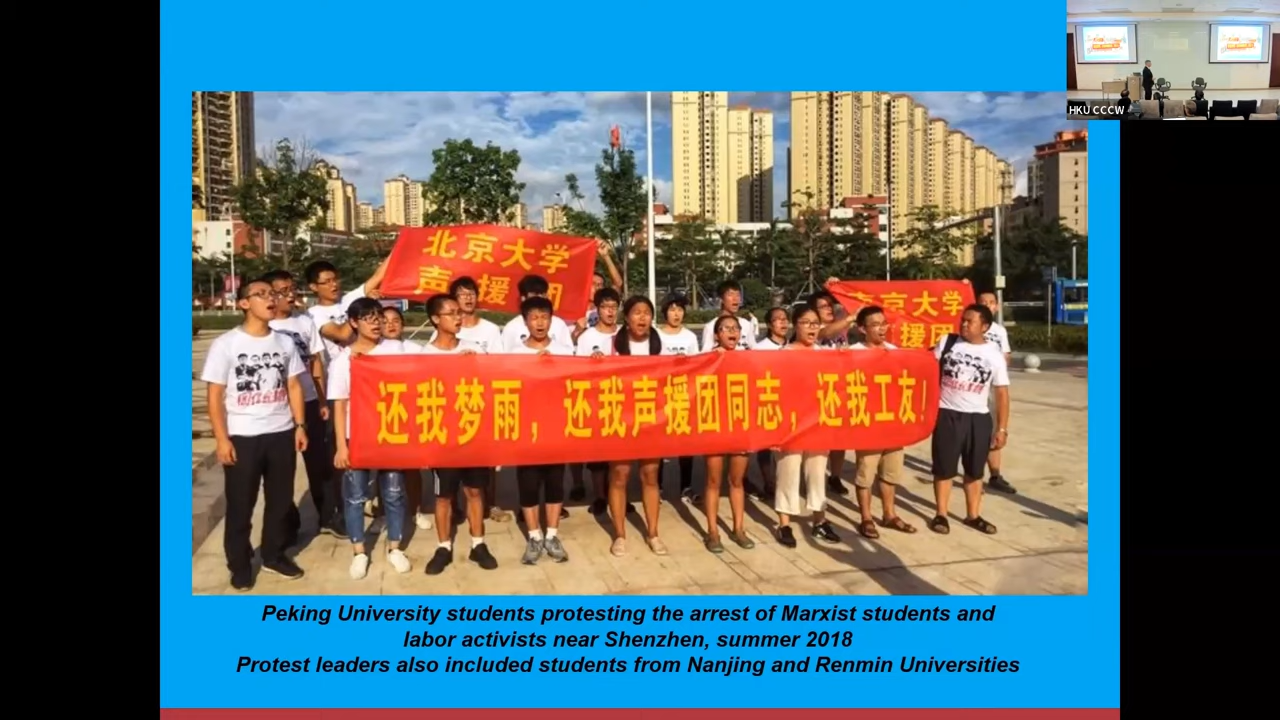 HKU CCCW
北京大学
声援团
京大学
援团
还我梦雨，还我声援团同志，还我工友！
Peking University students protesting the arrest of Marxist students and
labor activists near Shenzhen, summer 2018
Protest leaders also included students from Nanjing and Renmin Universities